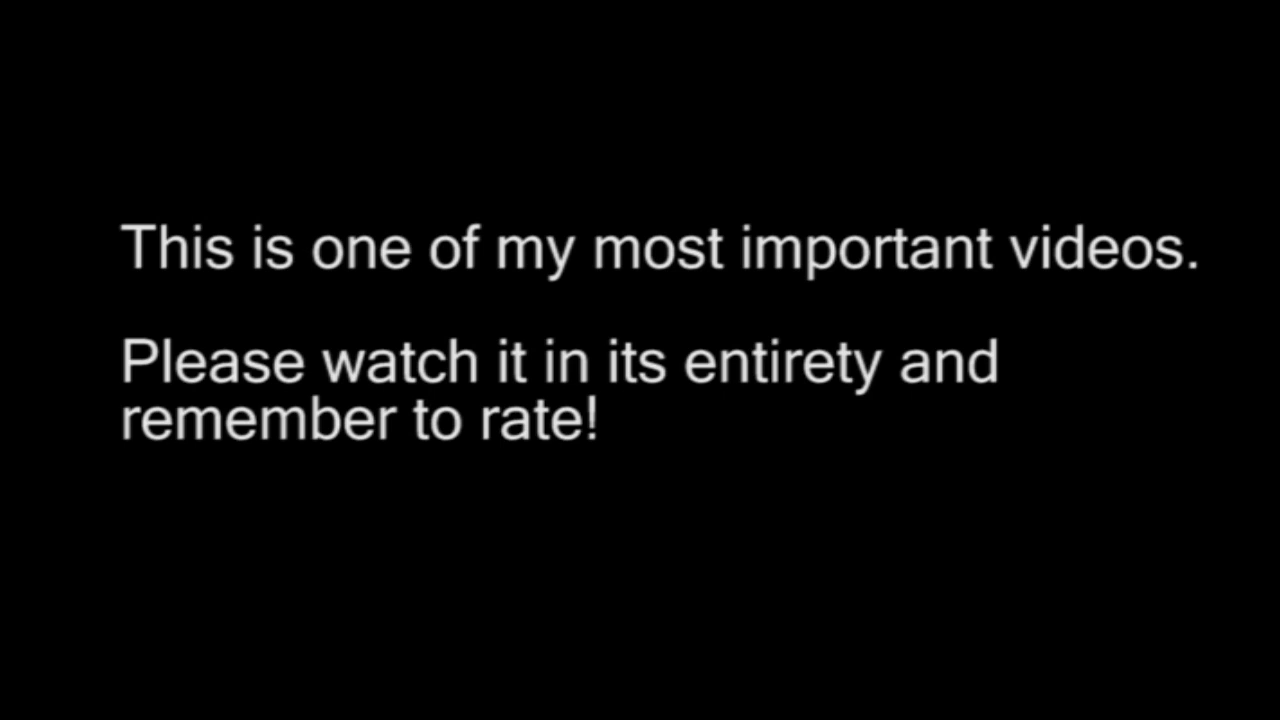 This is one of my most important videos.
Please watch it in its entirety and
remember to rate!